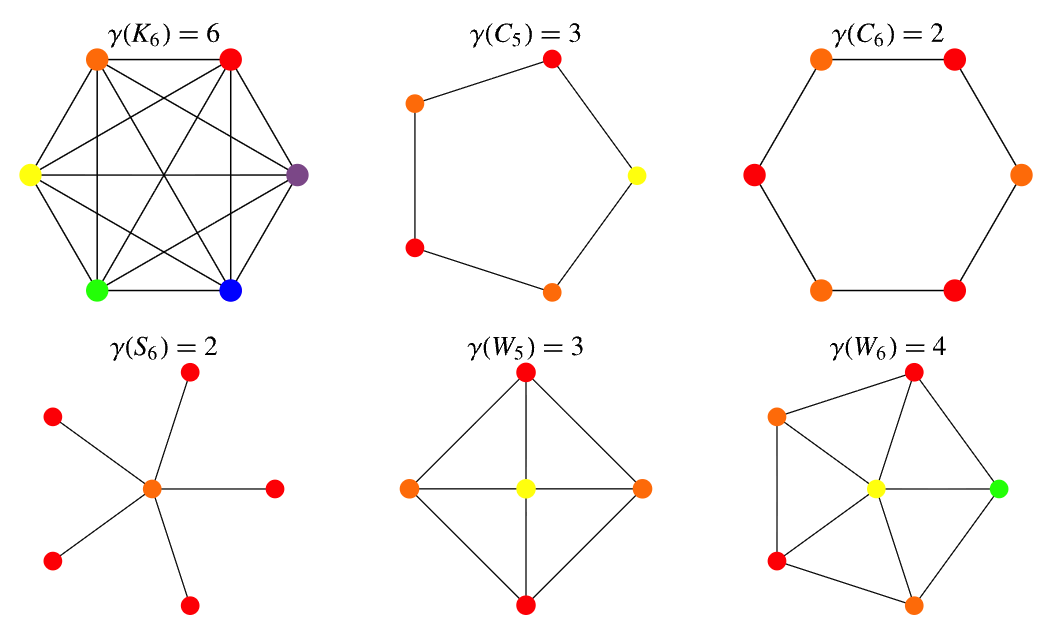 γ(K₆) = 6
γ(C₅) = 3
γ(C₆) = 2
γ(S₆) = 2
γ(W₅) = 3
γ(W₆) = 4